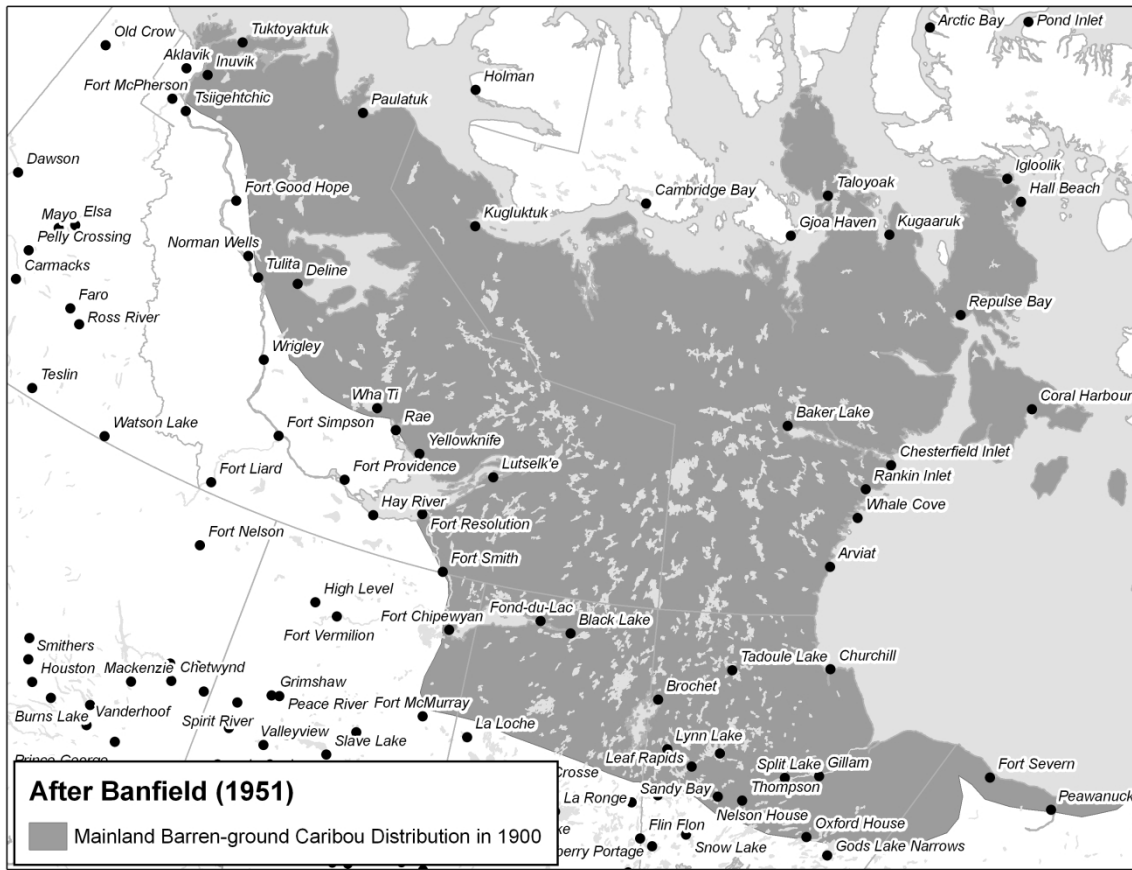 Old Crow
Tuktoyaktuk
Arctic Bay
Pond Inlet
Aklavik
Inuvik
Fort McPherson
Tsiigehtchic
Holman
Paulatuk
Dawson
Fort Good Hope
Cambridge Bay
Taloyoak
Igloolik
Hall Beach
Mayo
Elsa
Kugluktuk
Gjoa Haven
Kugaaruk
Pelly Crossing
Norman Wells
Carmacks
Tulita
Deline
Faro
Ross River
Repulse Bay
Wrigley
Teslin
Wha Ti
Coral Harbour
Watson Lake
Fort Simpson
Rae
Baker Lake
Yellowknife
Chesterfield Inlet
Fort Liard
Fort Providence
Lutselk'e
Rankin Inlet
Hay River
Whale Cove
Fort Resolution
Fort Nelson
Arviat
Fort Smith
High Level
Fond-du-Lac
Fort Vermilion
Fort Chipewyan
Black Lake
Smithers
Houston
Mackenzie
Chetwynd
Tadoule Lake
Churchill
Grimshaw
Brochet
Burns Lake
Vanderhoof
Peace River
Fort McMurray
Spirit River
La Loche
Valleyview
Slave Lake
Lynn Lake
Prince George
Leaf Rapids
Split Lake
Gillam
Fort Severn
Crosse
Sandy Bay
Thompson
La Ronge
Nelson House
Peawanuck
ke
Flin Flon
Oxford House
berry Portage
Snow Lake
Gods Lake Narrows
After Banfield (1951)
Mainland Barren-ground Caribou Distribution in 1900